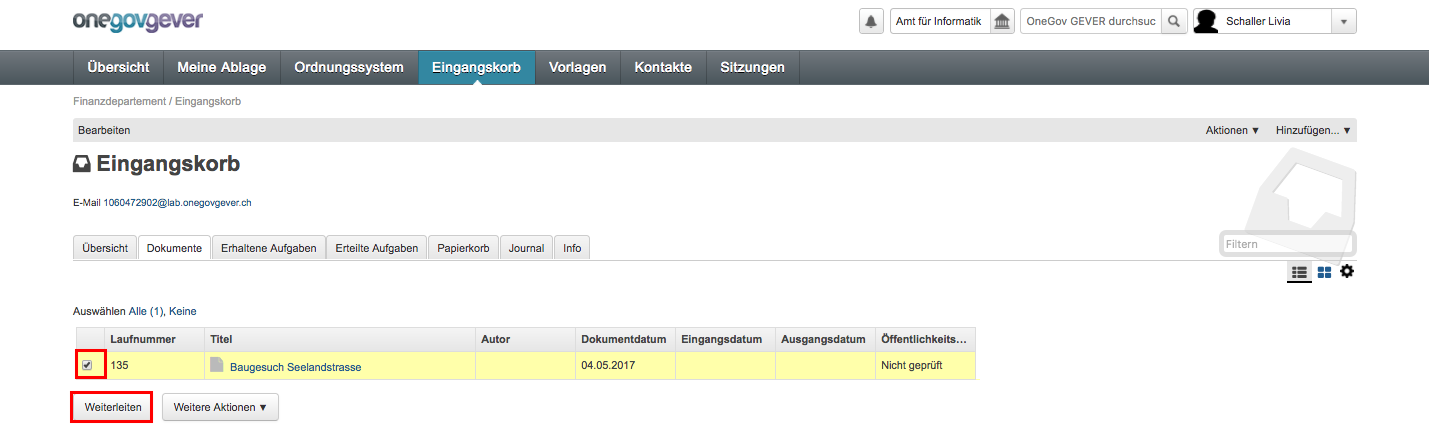 onegovgever
Amt für Informatik
OneGov GEVER durchsuc
Schaller Livia
Übersicht Meine Ablage Ordnungssystem Eingangskorb Vorlagen Kontakte Sitzungen
Finanzdepartement / Eingangskorb
Bearbeiten Aktionen ▼ Hinzufügen... ▼
Eingangskorb
E-Mail 1060472902@lab.onegovgever.ch
Übersicht Dokumente Erhaltene Aufgaben Erteilte Aufgaben Papierkorb Journal Info
Filtern
Auswählen Alle (1), Keine
Laufnummer Titel Autor Dokumentdatum Eingangsdatum Ausgangsdatum Öffentlichkeits...
135 Baugesuch Seelandstrasse 04.05.2017 Nicht geprüft
Weiterleiten Weitere Aktionen ▼